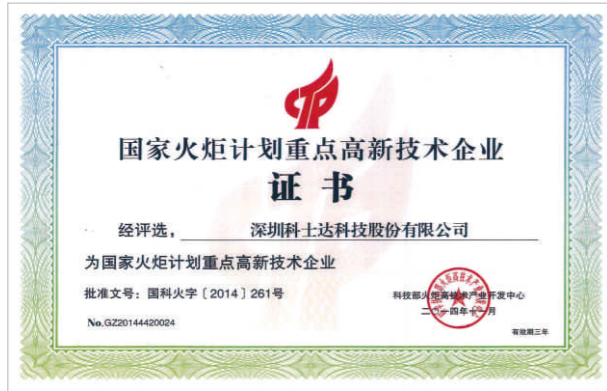 国家火炬计划重点高新技术企业
证书
经评选，深圳科士达科技股份有限公司
为国家火炬计划重点高新技术企业
批准文号：国科火字〔2014〕261号
科技部火炬高技术产业开发中心
二〇一四年十一月
No.GZ20144420024
有效期三年